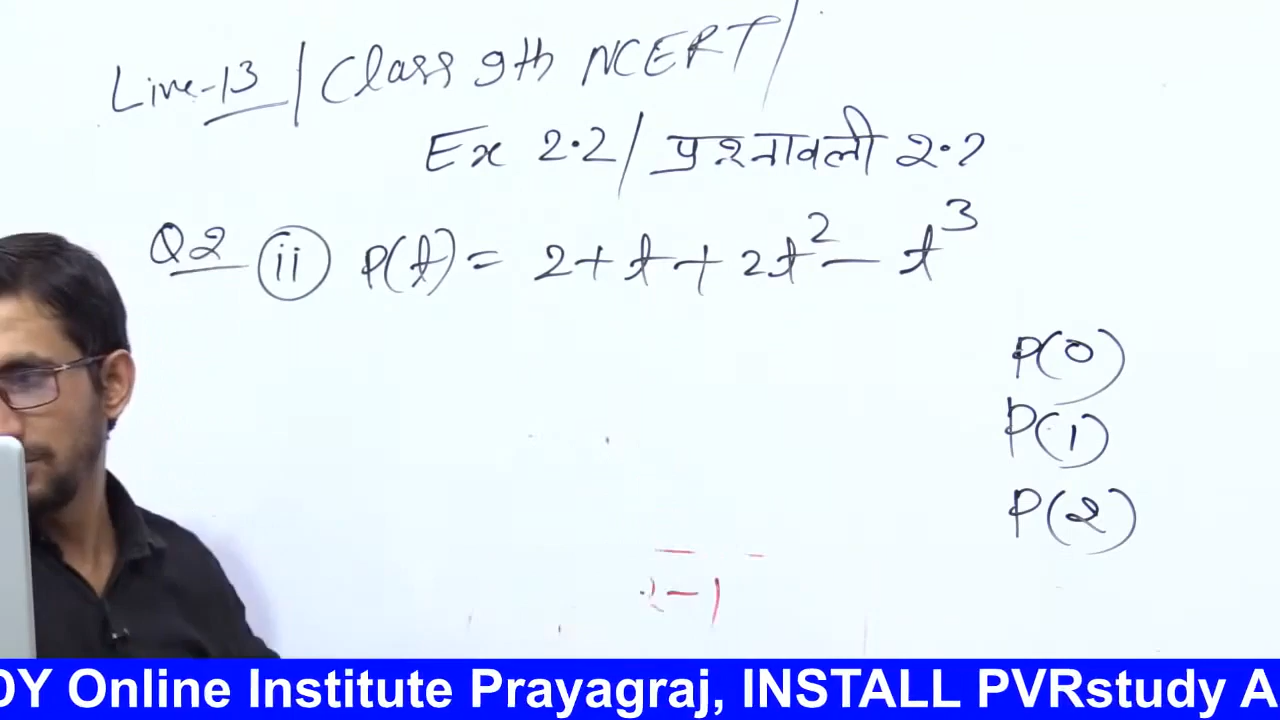 Live-13 / Class 9th NCERT /
Ex 2.2 / प्रश्नावली 2.2
Q2 (ii) P(t) = 2 + t + 2t² - t³
P(0)
P(1)
P(2)
DY Online Institute Prayagraj, INSTALL PVRstudy A